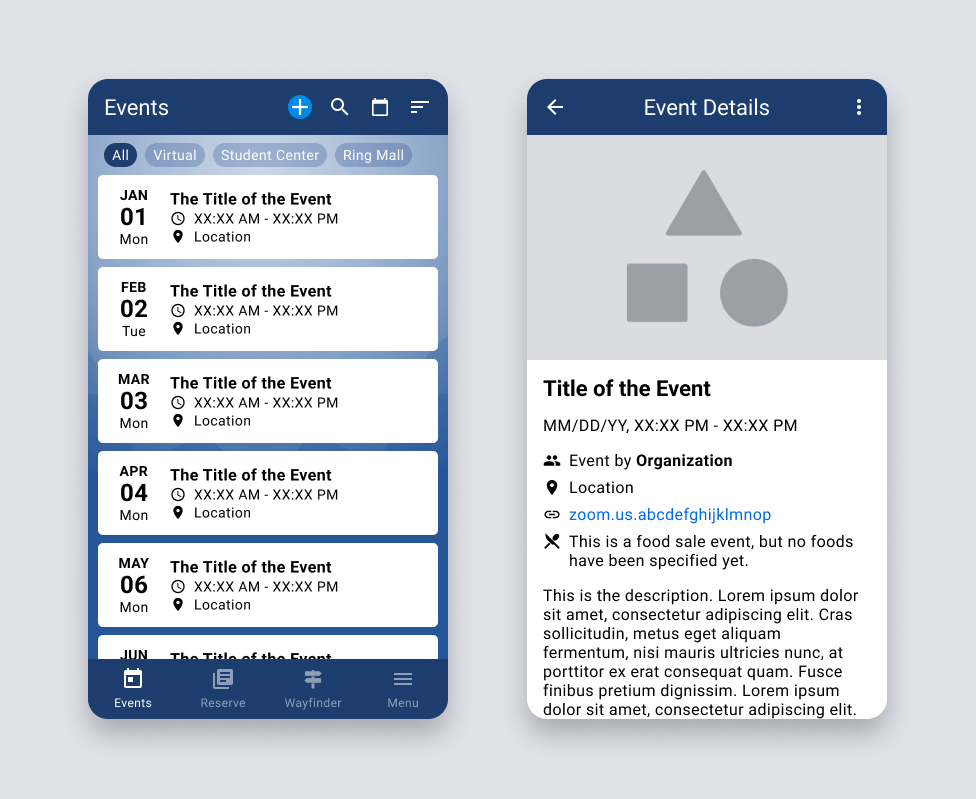 Events
All
Virtual
Student Center
Ring Mall
JAN
01
Mon
The Title of the Event
XX:XX AM - XX:XX PM
Location
FEB
02
Tue
The Title of the Event
XX:XX AM - XX:XX PM
Location
MAR
03
Mon
The Title of the Event
XX:XX AM - XX:XX PM
Location
APR
04
Mon
The Title of the Event
XX:XX AM - XX:XX PM
Location
MAY
06
Mon
The Title of the Event
XX:XX AM - XX:XX PM
Location
JUN
The Title of the Event
Events
Reserve
Wayfinder
Menu
Event Details
Title of the Event
MM/DD/YY, XX:XX PM - XX:XX PM
Event by Organization
Location
zoom.us.abcdefghijklmnop
This is a food sale event, but no foods
have been specified yet.
This is the description. Lorem ipsum dolor
sit amet, consectetur adipiscing elit. Cras
sollicitudin, metus eget aliquam
fermentum, nisi mauris ultricies nunc, at
porttitor ex erat consequat quam. Fusce
finibus pretium dignissim. Lorem ipsum
dolor sit amet, consectetur adipiscing elit.